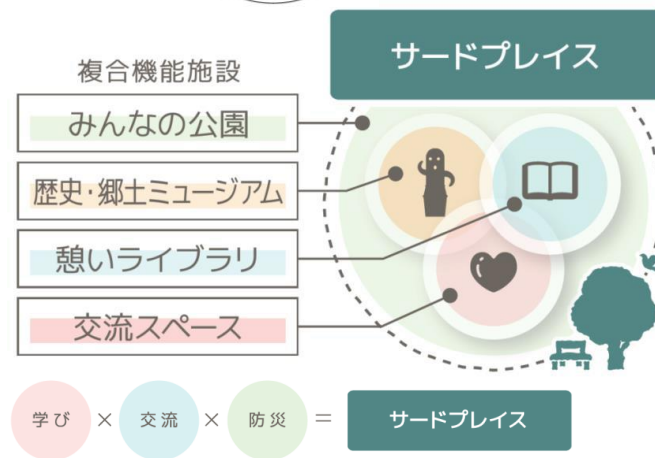 サードプレイス
複合機能施設
みんなの公園
歴史・郷土ミュージアム
憩いライブラリ
交流スペース
学び × 交流 × 防災 = サードプレイス